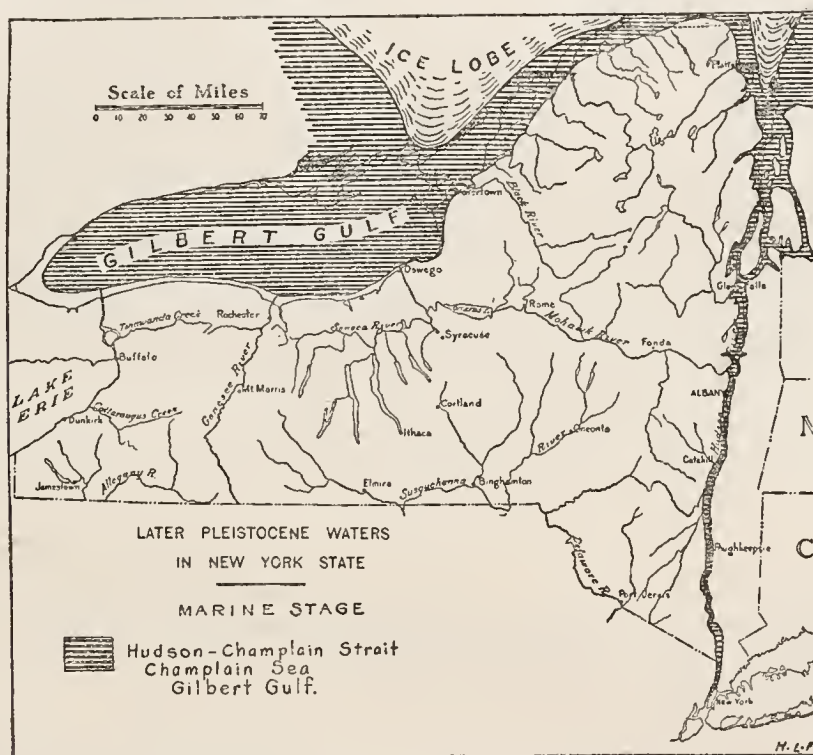 ICE LOBE
Scale of Miles
0 10 20 30 40 50 60 70
GILBERT GULF
Black River
Oswego
Rome
Tonnwanda Creek
Rochester
Seneca River
Syracuse
Mohawk River
Fonda
Buffalo
LAKE
ERIE
Genesee River
Mt Morris
Cortland
ALBANY
Cattaraugus Creek
Dunkirk
Ithaca
River
Oneonta
Catskill
Jamestown
Allegany R.
Elmira
Susquehanna
Binghamton
LATER PLEISTOCENE WATERS
IN NEW YORK STATE
MARINE STAGE
Delaware R.
Port Jervis
Hudson-Champlain Strait
Champlain Sea
Gilbert Gulf.
New York